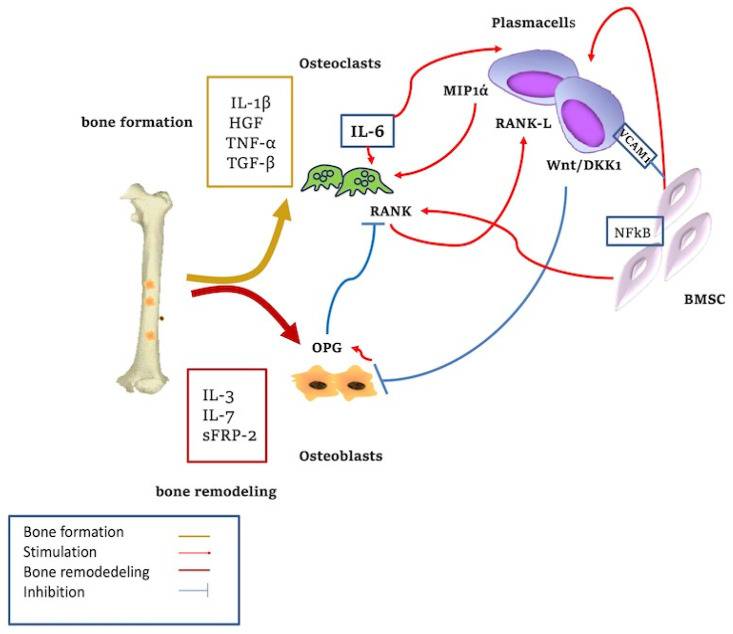 Plasmacells
Osteoclasts
bone formation
IL-1β
HGF
TNF-α
TGF-β
IL-6
MIP1ά
RANK-L
VCAM1
Wnt/DKK1
RANK
NFkB
BMSC
OPG
IL-3
IL-7
sFRP-2
Osteoblasts
bone remodeling
Bone formation
Stimulation
Bone remodedeling
Inhibition